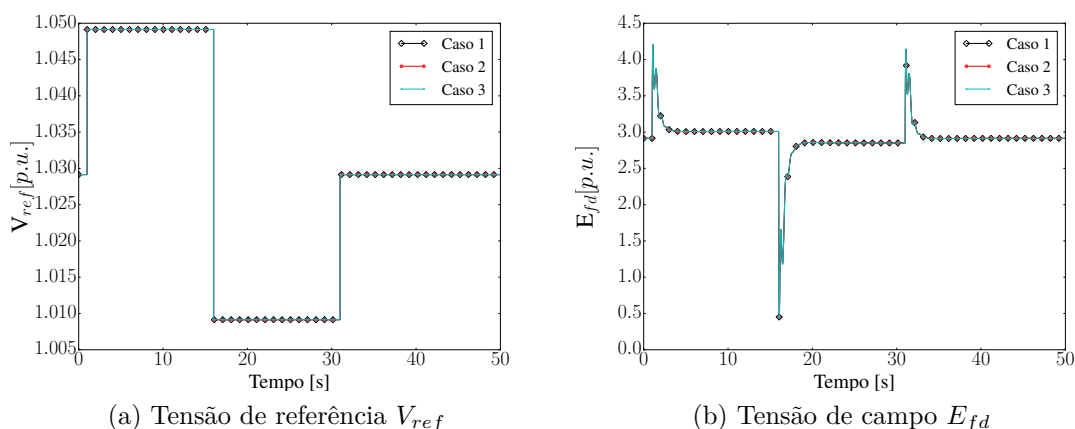 1.050
1.045
1.040
1.035
1.030
1.025
1.020
1.015
1.010
1.005
V_ref[p.u.]
0
10
20
30
40
50
Tempo [s]
Caso 1
Caso 2
Caso 3
(a) Tensão de referência V_ref
4.5
4.0
3.5
3.0
2.5
2.0
1.5
1.0
0.5
0.0
E_fd[p.u.]
0
10
20
30
40
50
Tempo [s]
Caso 1
Caso 2
Caso 3
(b) Tensão de campo E_fd